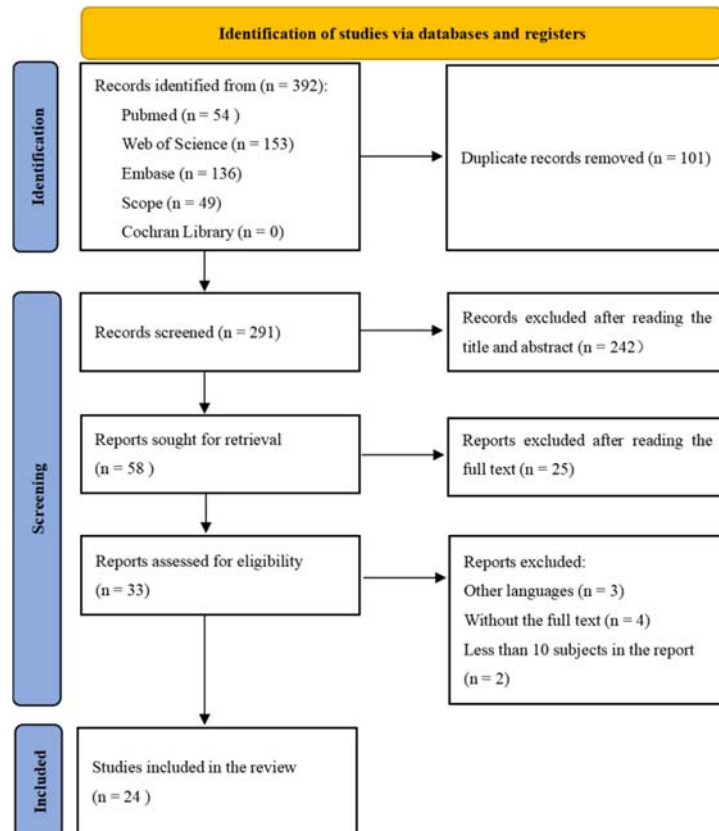 Identification of studies via databases and registers
Identification
Records identified from (n = 392):
Pubmed (n = 54 )
Web of Science (n = 153)
Embase (n = 136)
Scope (n = 49)
Cochran Library (n = 0)
Duplicate records removed (n = 101)
Screening
Records screened (n = 291)
Records excluded after reading the
title and abstract (n = 242）
Reports sought for retrieval
(n = 58 )
Reports excluded after reading the
full text (n = 25)
Reports assessed for eligibility
(n = 33)
Reports excluded:
Other languages (n = 3)
Without the full text (n = 4)
Less than 10 subjects in the report
(n = 2)
Included
Studies included in the review
(n = 24 )